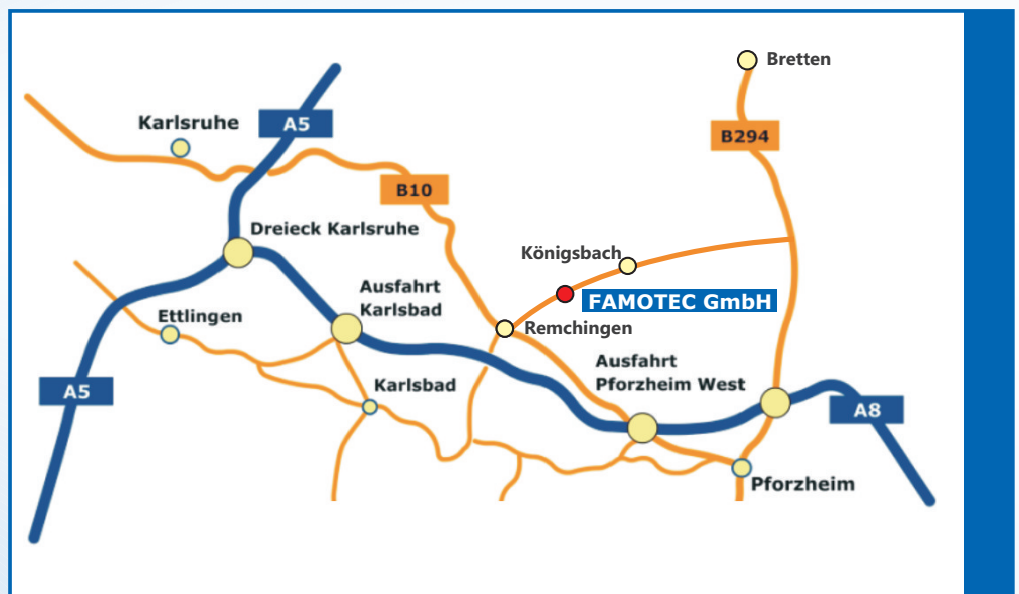 Bretten
Karlsruhe
A5
B294
B10
Dreieck Karlsruhe
Königsbach
Ausfahrt
Karlsbad
FAMOTEC GmbH
Ettlingen
Remchingen
Ausfahrt
Pforzheim West
Karlsbad
A5
A8
Pforzheim